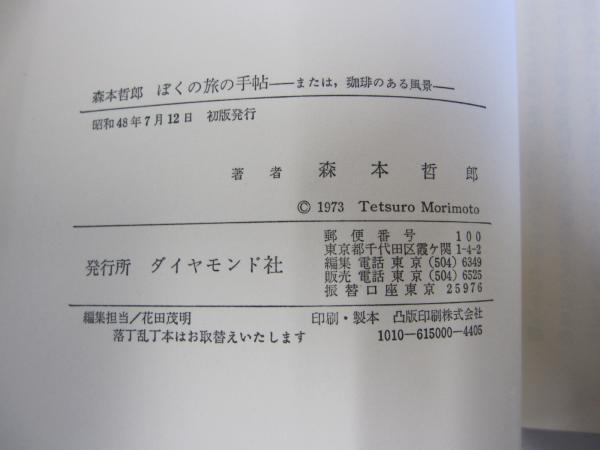 森本哲郎 ぼくの旅の手帖——または，珈琲のある風景——
昭和48年7月12日 初版発行
著者 森本哲郎
© 1973 Tetsuro Morimoto
発行所 ダイヤモンド社
郵便番号 100
東京都千代田区霞ケ関 1-4-2
編集 電話 東京 (504) 6349
販売 電話 東京 (504) 6525
振替口座東京 25976
編集担当/花田茂明
印刷・製本 凸版印刷株式会社
落丁乱丁本はお取替えいたします
1010-615000-4405